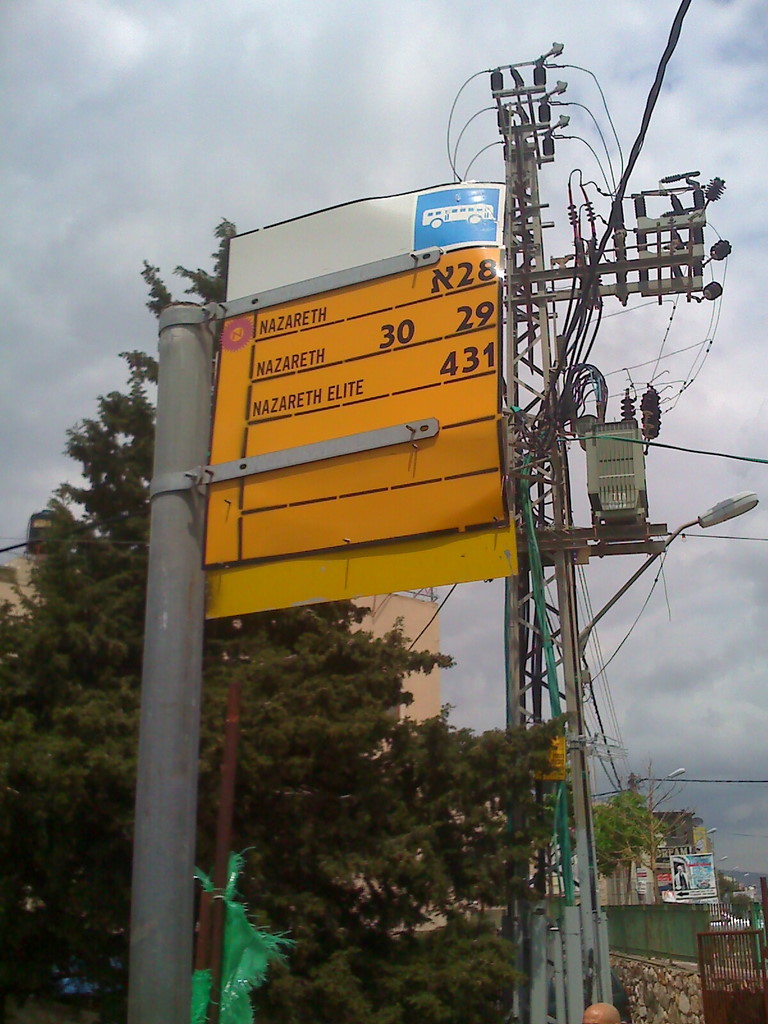 א28
NAZARETH 29
NAZARETH 30 431
NAZARETH ELITE